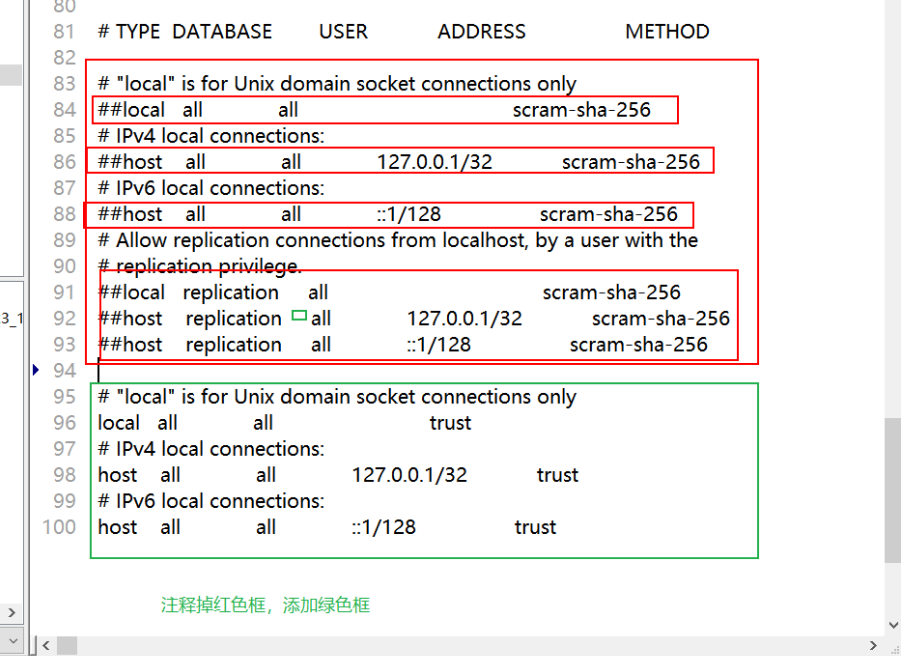 80
81 # TYPE DATABASE USER ADDRESS METHOD
82
83 # "local" is for Unix domain socket connections only
84 ##local all all scram-sha-256
85 # IPv4 local connections:
86 ##host all all 127.0.0.1/32 scram-sha-256
87 # IPv6 local connections:
88 ##host all all ::1/128 scram-sha-256
89 # Allow replication connections from localhost, by a user with the
90 # replication privilege.
91 ##local replication all scram-sha-256
3_1
92 ##host replication all 127.0.0.1/32 scram-sha-256
93 ##host replication all ::1/128 scram-sha-256
94
95 # "local" is for Unix domain socket connections only
96 local all all trust
97 # IPv4 local connections:
98 host all all 127.0.0.1/32 trust
99 # IPv6 local connections:
100 host all all ::1/128 trust
注释掉红色框，添加绿色框